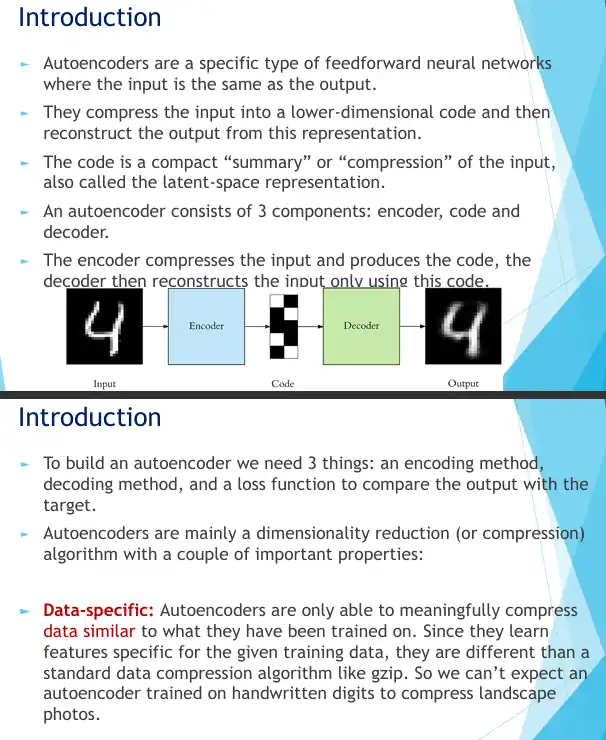 Introduction
► Autoencoders are a specific type of feedforward neural networks
where the input is the same as the output.
► They compress the input into a lower-dimensional code and then
reconstruct the output from this representation.
► The code is a compact “summary” or “compression” of the input,
also called the latent-space representation.
► An autoencoder consists of 3 components: encoder, code and
decoder.
► The encoder compresses the input and produces the code, the
decoder then reconstructs the input only using this code.
4
Encoder
Decoder
4
Input
Code
Output
Introduction
► To build an autoencoder we need 3 things: an encoding method,
decoding method, and a loss function to compare the output with the
target.
► Autoencoders are mainly a dimensionality reduction (or compression)
algorithm with a couple of important properties:
► Data-specific: Autoencoders are only able to meaningfully compress
data similar to what they have been trained on. Since they learn
features specific for the given training data, they are different than a
standard data compression algorithm like gzip. So we can’t expect an
autoencoder trained on handwritten digits to compress landscape
photos.